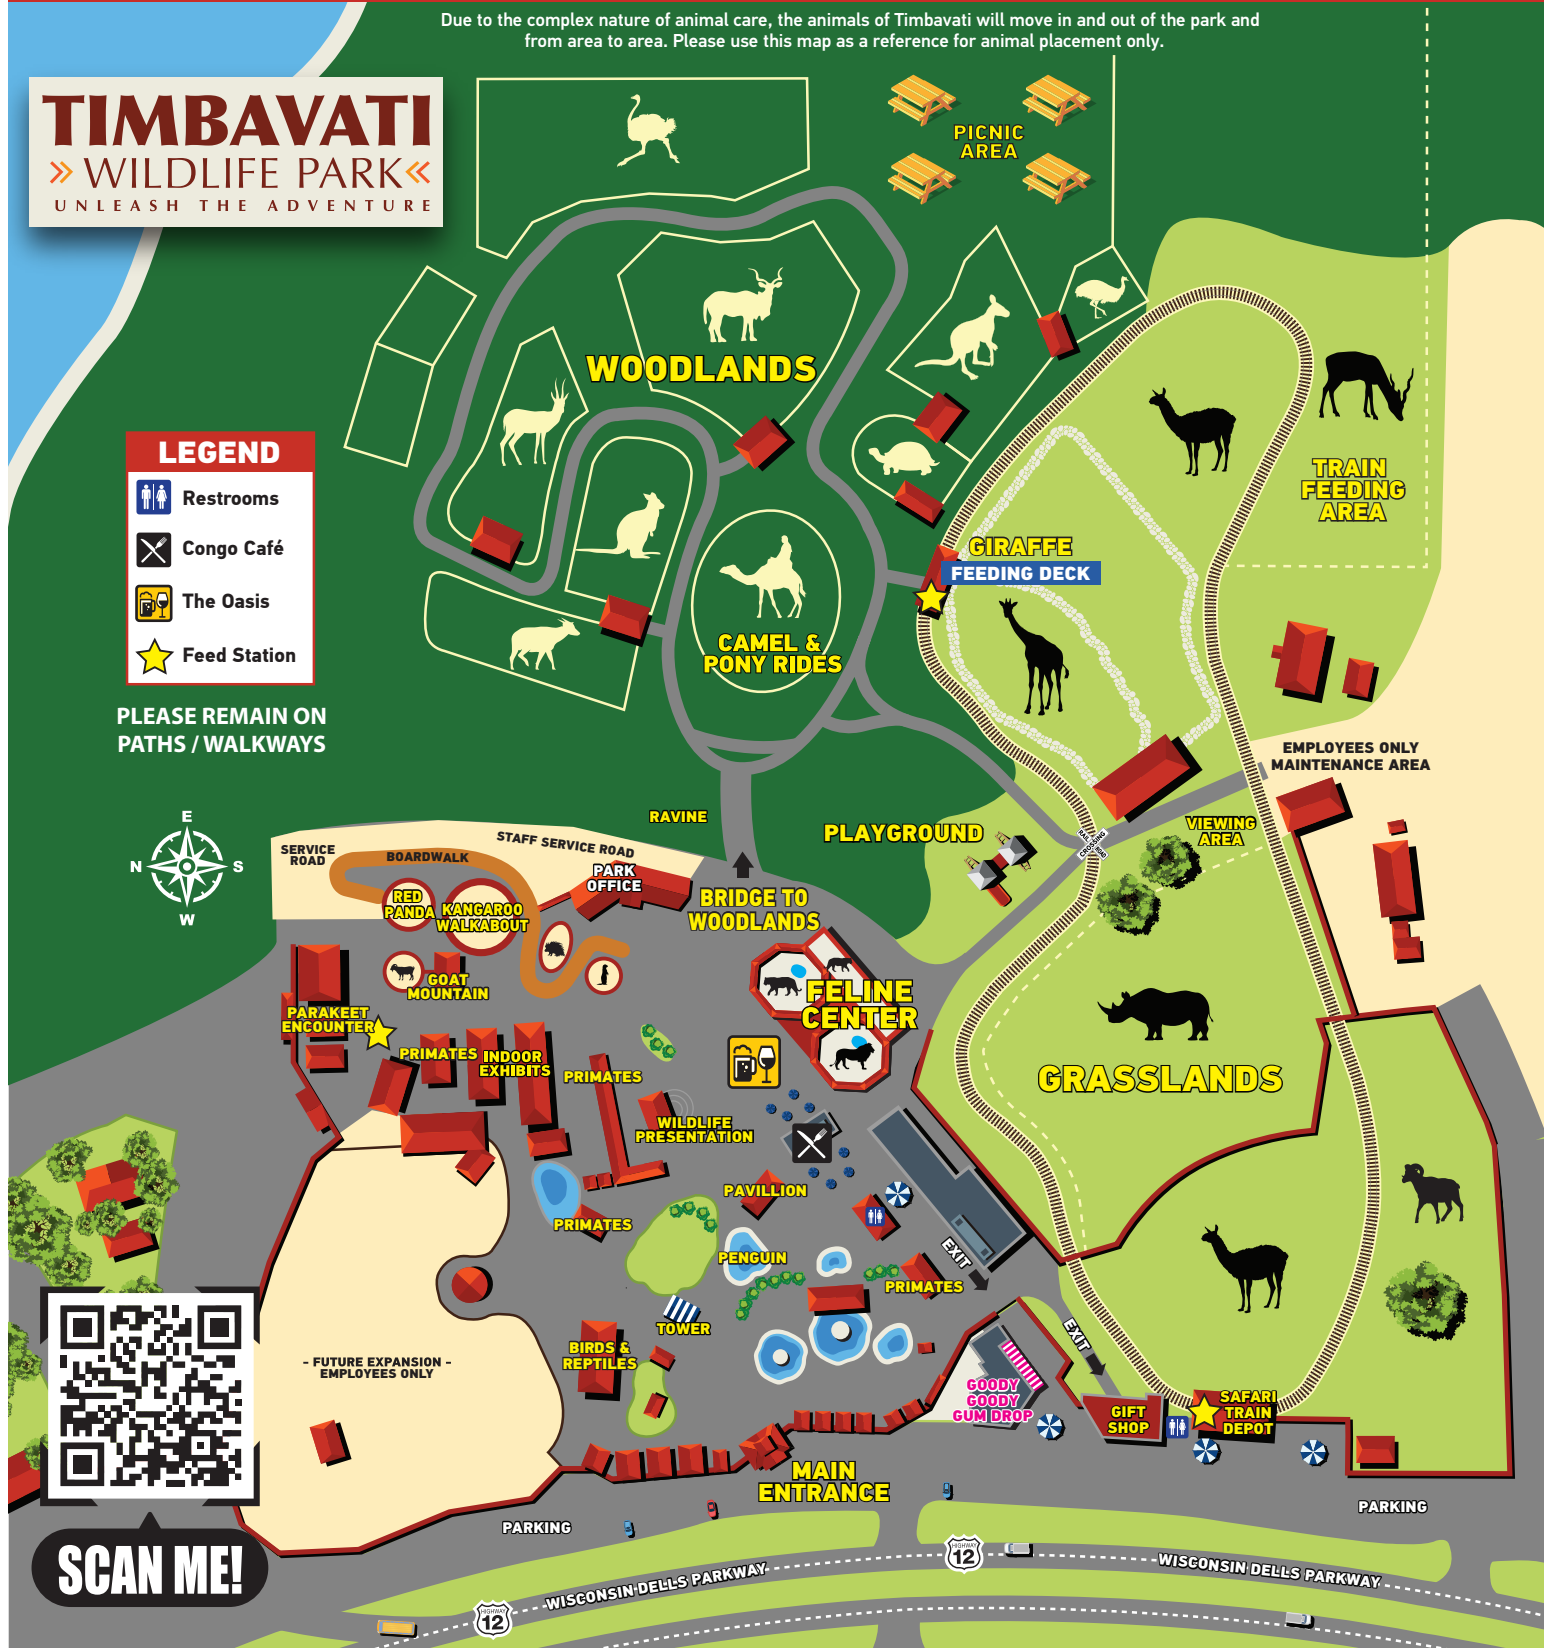 Due to the complex nature of animal care, the animals of Timbavati will move in and out of the park and
from area to area. Please use this map as a reference for animal placement only.
TIMBAVATI
WILDLIFE PARK
UNLEASH THE ADVENTURE
PICNIC
AREA
WOODLANDS
LEGEND
Restrooms
Congo Café
The Oasis
Feed Station
PLEASE REMAIN ON
PATHS / WALKWAYS
TRAIN
FEEDING
AREA
GIRAFFE
FEEDING DECK
CAMEL &
PONY RIDES
EMPLOYEES ONLY
MAINTENANCE AREA
E
N
S
W
RAVINE
PLAYGROUND
RAIL ROAD
CROSSING
VIEWING
AREA
SERVICE
ROAD
BOARDWALK
STAFF SERVICE ROAD
PARK
OFFICE
RED
PANDA
KANGAROO
WALKABOUT
BRIDGE TO
WOODLANDS
GOAT
MOUNTAIN
FELINE
CENTER
PARAKEET
ENCOUNTER
PRIMATES
INDOOR
EXHIBITS
PRIMATES
GRASSLANDS
WILDLIFE
PRESENTATION
PAVILLION
PRIMATES
PENGUIN
EXIT
PRIMATES
TOWER
BIRDS &
REPTILES
EXIT
- FUTURE EXPANSION -
EMPLOYEES ONLY
GOODY
GOODY
GUM DROP
GIFT
SHOP
SAFARI
TRAIN
DEPOT
MAIN
ENTRANCE
PARKING
PARKING
SCAN ME!
HIGHWAY
12
WISCONSIN DELLS PARKWAY
WISCONSIN DELLS PARKWAY
HIGHWAY
12